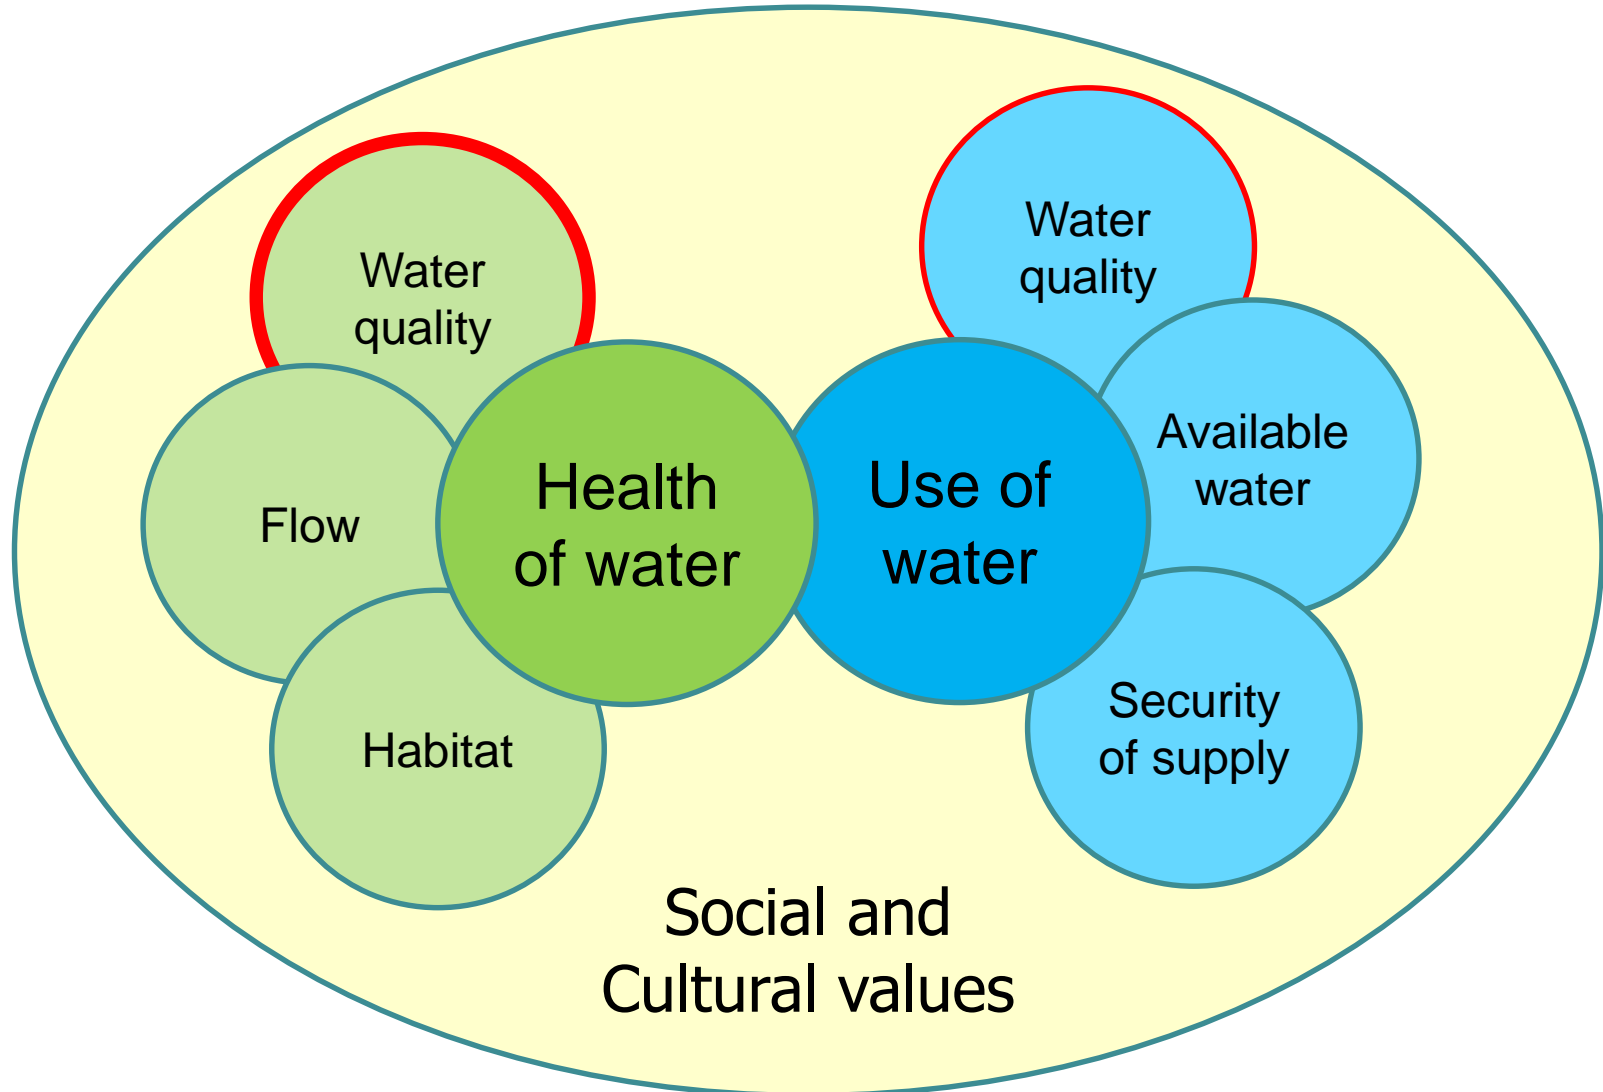 Water
quality
Flow
Habitat
Health
of water
Use of
water
Water
quality
Available
water
Security
of supply
Social and
Cultural values